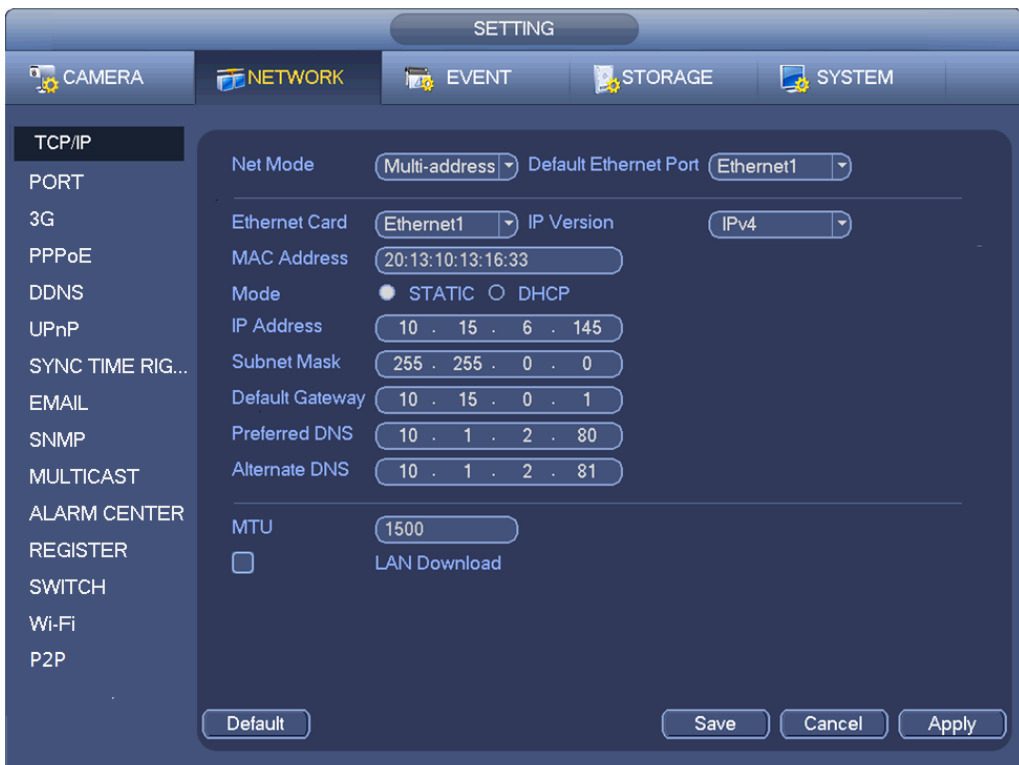 SETTING
CAMERA NETWORK EVENT STORAGE SYSTEM
TCP/IP
PORT
3G
PPPoE
DDNS
UPnP
SYNC TIME RIG...
EMAIL
SNMP
MULTICAST
ALARM CENTER
REGISTER
SWITCH
Wi-Fi
P2P
Net Mode Multi-address Default Ethernet Port Ethernet1
Ethernet Card Ethernet1 IP Version IPv4
MAC Address 20:13:10:13:16:33
Mode STATIC DHCP
IP Address 10 . 15 . 6 . 145
Subnet Mask 255 . 255 . 0 . 0
Default Gateway 10 . 15 . 0 . 1
Preferred DNS 10 . 1 . 2 . 80
Alternate DNS 10 . 1 . 2 . 81
MTU 1500
LAN Download
Default Save Cancel Apply